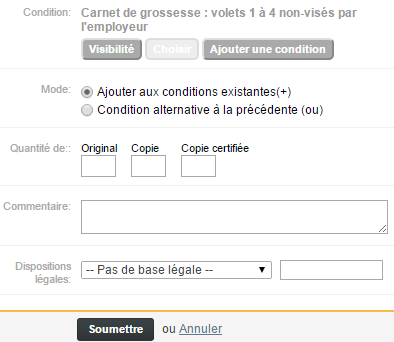 Condition: Carnet de grossesse : volets 1 à 4 non-visés par
l'employeur
Visibilité Choisir Ajouter une condition
Mode: Ajouter aux conditions existantes(+)
Condition alternative à la précédente (ou)
Quantité de:: Original Copie Copie certifiée
Commentaire:
Dispositions légales: -- Pas de base légale --
Soumettre ou Annuler